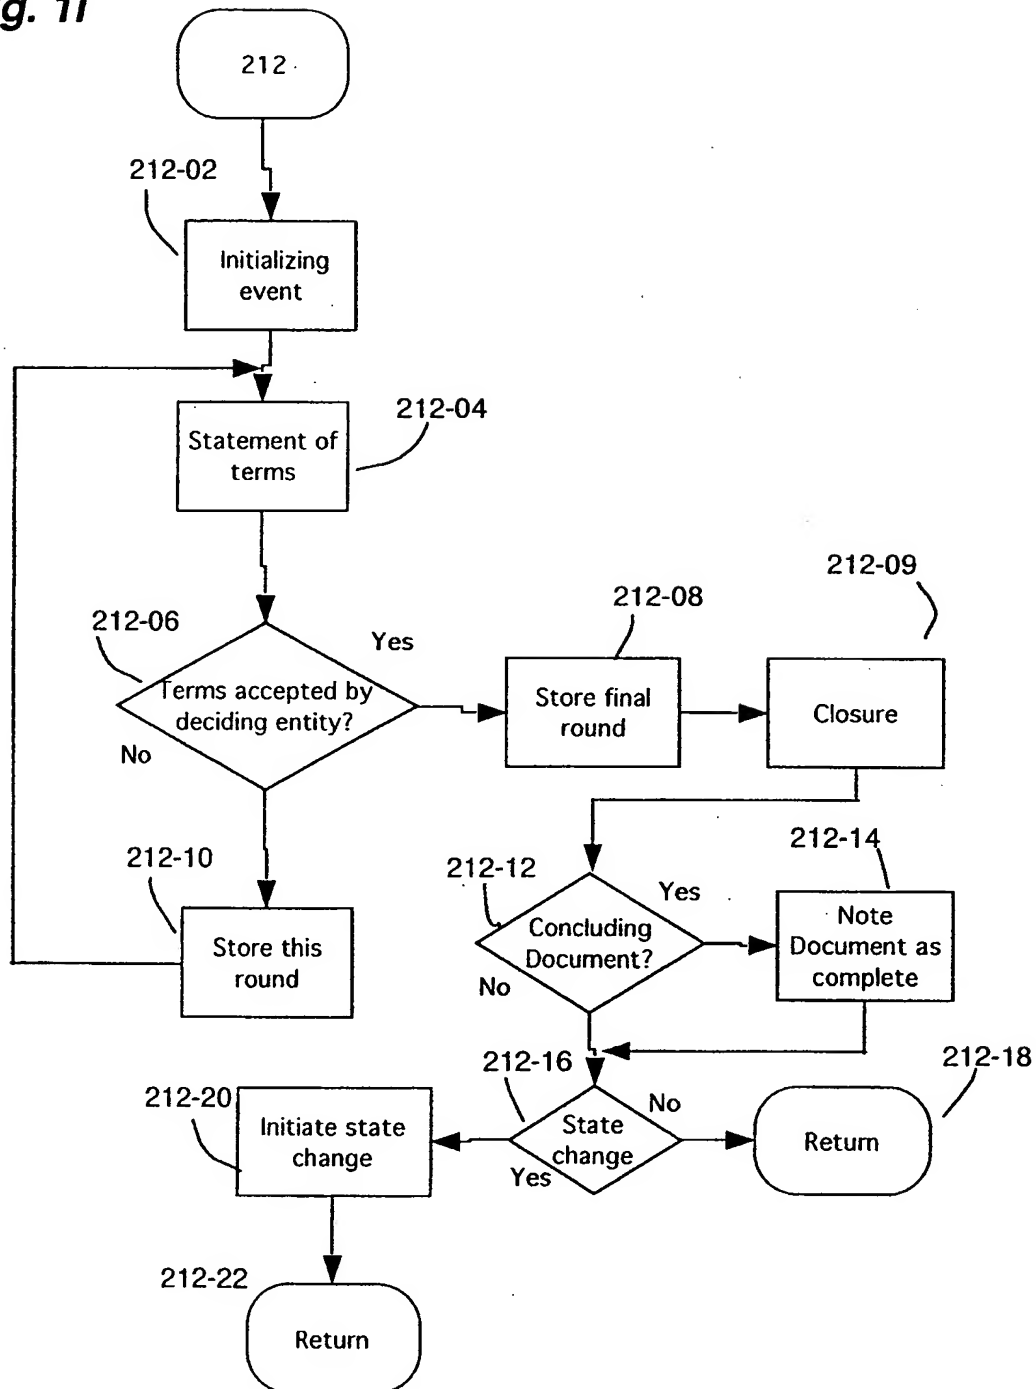 g. 1I
212
212-02
Initializing
event
212-04
Statement of
terms
212-09
212-08
212-06
Yes
Terms accepted by
deciding entity?
Store final
round
Closure
No
212-14
212-10
212-12
Yes
Note
Document as
complete
Concluding
Document?
Store this
round
No
212-18
212-16
212-20
No
Initiate state
change
State
change
Return
Yes
212-22
Return